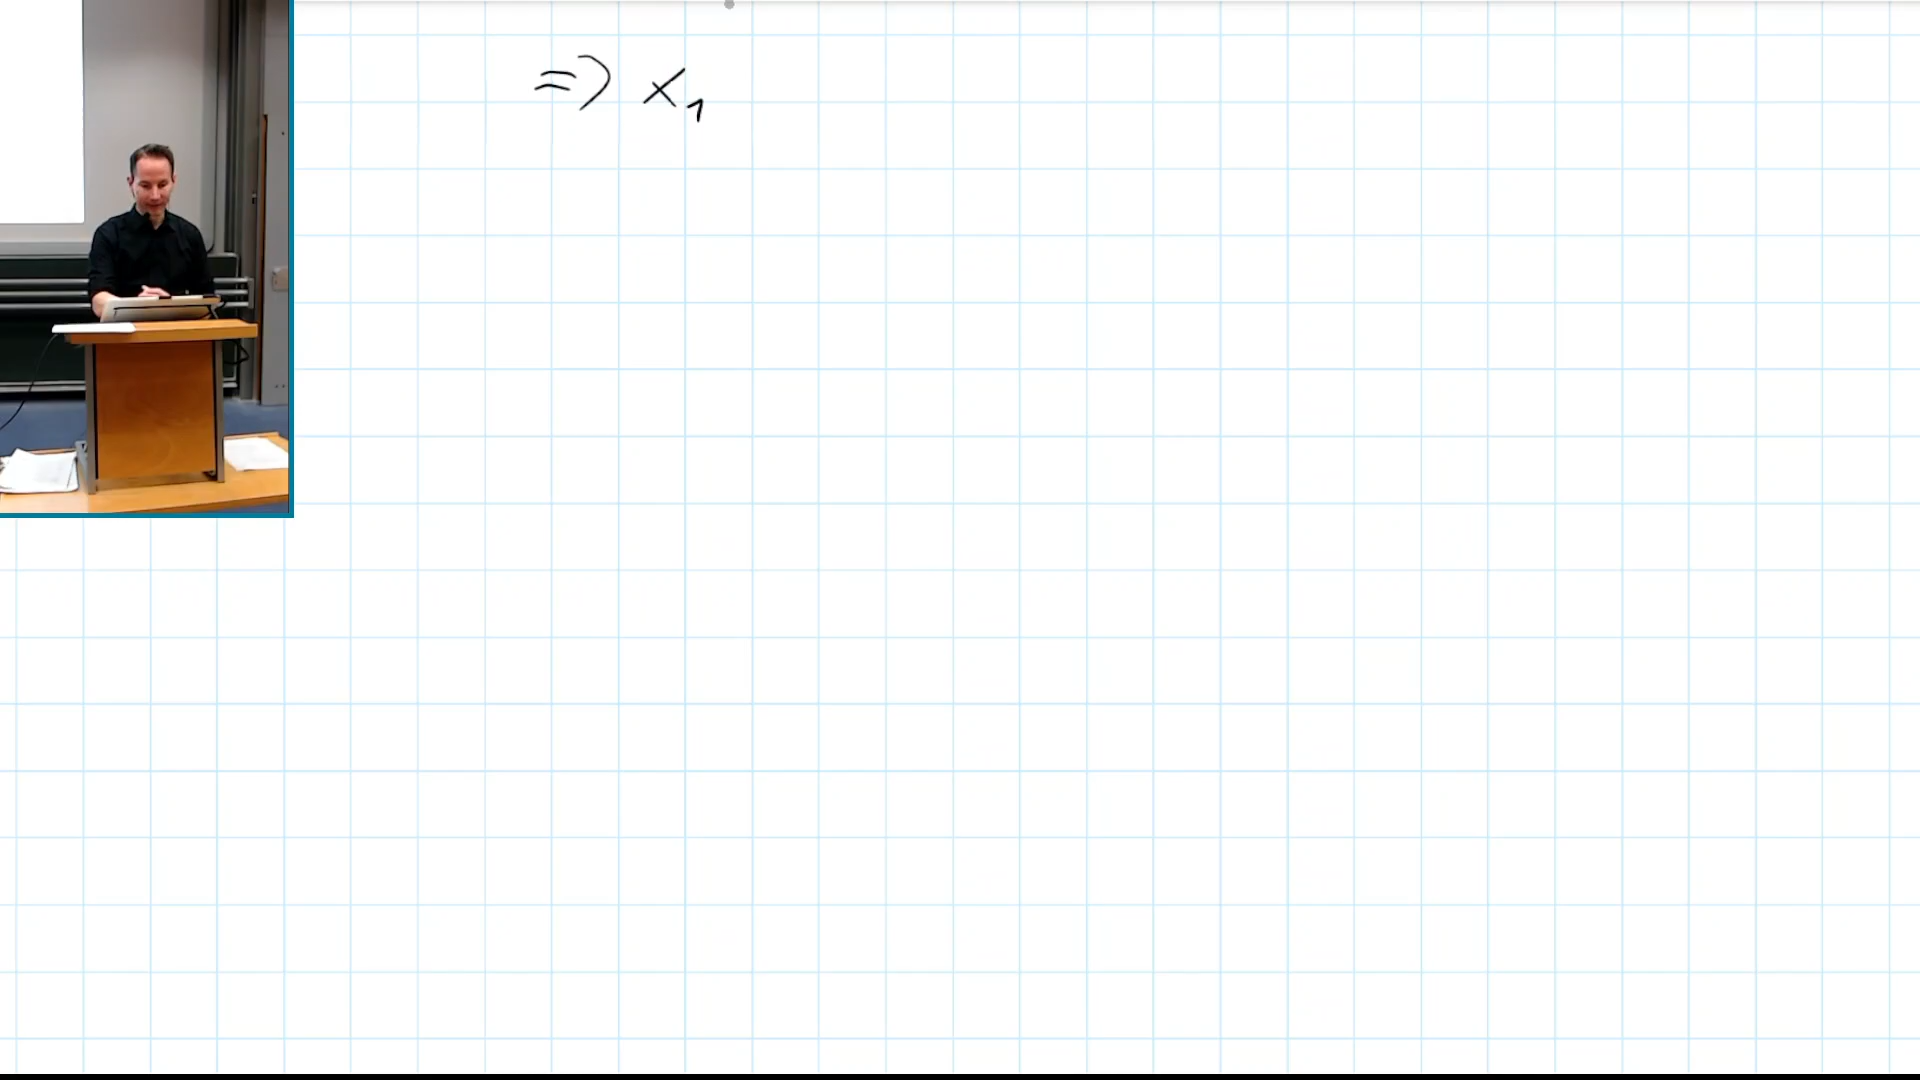 => x₁